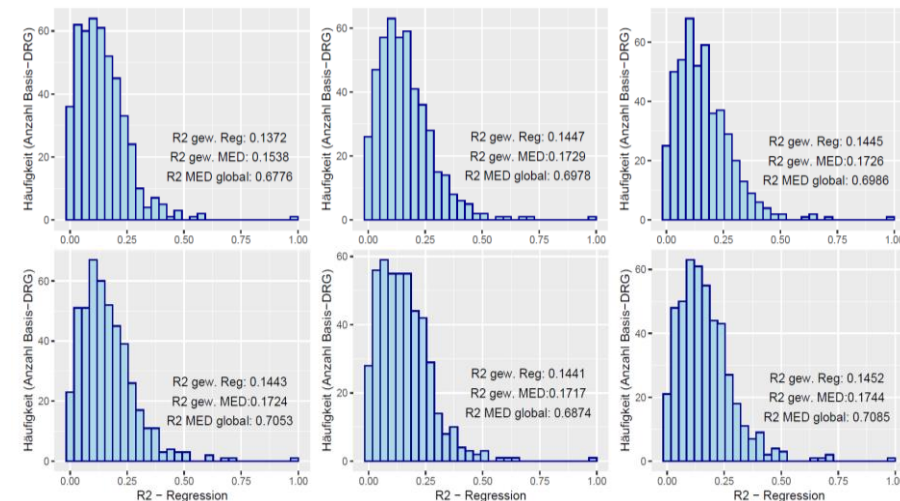 Häufigkeit (Anzahl Basis−DRG)
60
40
20
0
R2 gew. Reg: 0.1372
R2 gew. MED: 0.1538
R2 MED global: 0.6776
0.00 0.25 0.50 0.75 1.00
Häufigkeit (Anzahl Basis−DRG)
60
40
20
0
R2 gew. Reg: 0.1447
R2 gew. MED:0.1729
R2 MED global: 0.6978
0.00 0.25 0.50 0.75 1.00
Häufigkeit (Anzahl Basis−DRG)
60
40
20
0
R2 gew. Reg: 0.1445
R2 gew. MED:0.1726
R2 MED global: 0.6986
0.00 0.25 0.50 0.75 1.00
Häufigkeit (Anzahl Basis−DRG)
60
40
20
0
R2 gew. Reg: 0.1443
R2 gew. MED:0.1724
R2 MED global: 0.7053
0.00 0.25 0.50 0.75 1.00
R2 − Regression
Häufigkeit (Anzahl Basis−DRG)
60
40
20
0
R2 gew. Reg: 0.1441
R2 gew. MED:0.1717
R2 MED global: 0.6874
0.00 0.25 0.50 0.75 1.00
R2 − Regression
Häufigkeit (Anzahl Basis−DRG)
60
40
20
0
R2 gew. Reg: 0.1452
R2 gew. MED:0.1744
R2 MED global: 0.7085
0.00 0.25 0.50 0.75 1.00
R2 − Regression